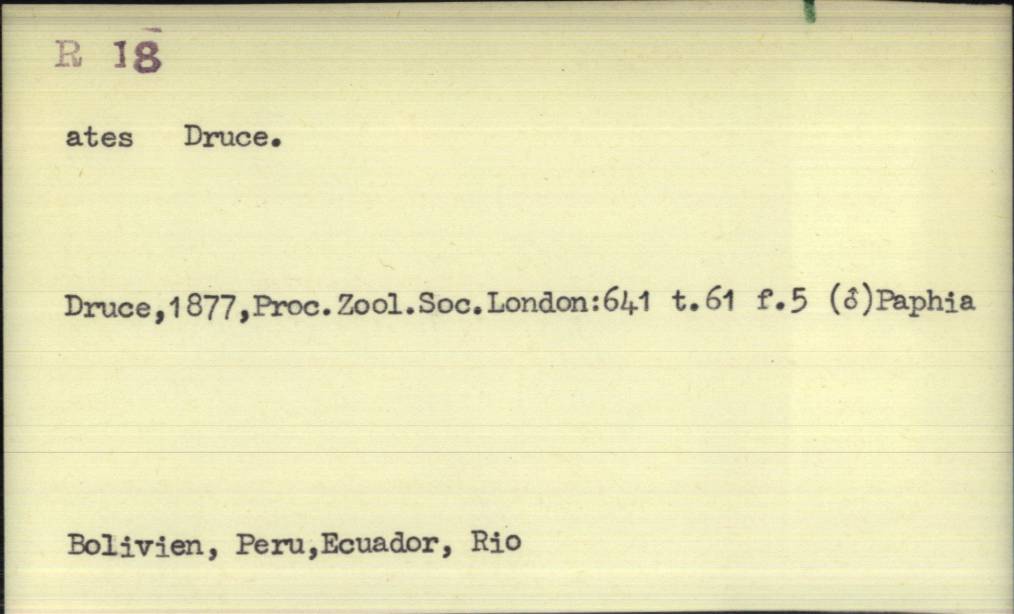 R 18
ates Druce.
Druce,1877,Proc.Zool.Soc.London:641 t.61 f.5 (♂)Paphia
Bolivien, Peru,Ecuador, Rio